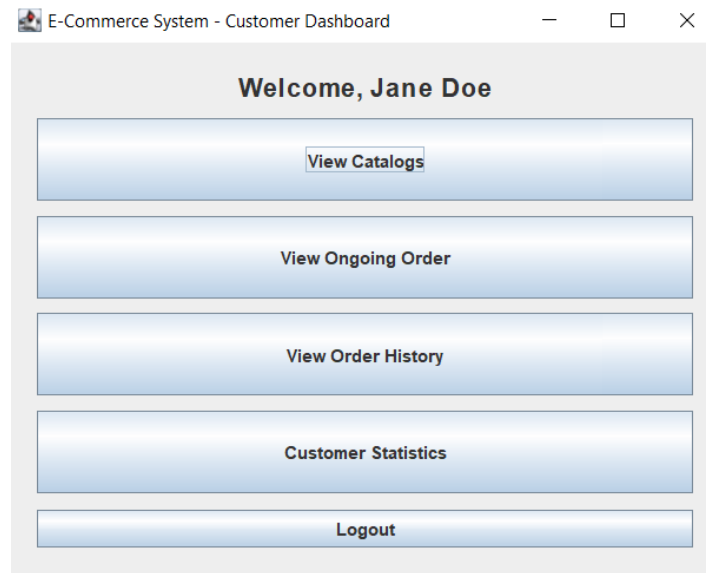 E-Commerce System - Customer Dashboard
Welcome, Jane Doe
View Catalogs
View Ongoing Order
View Order History
Customer Statistics
Logout